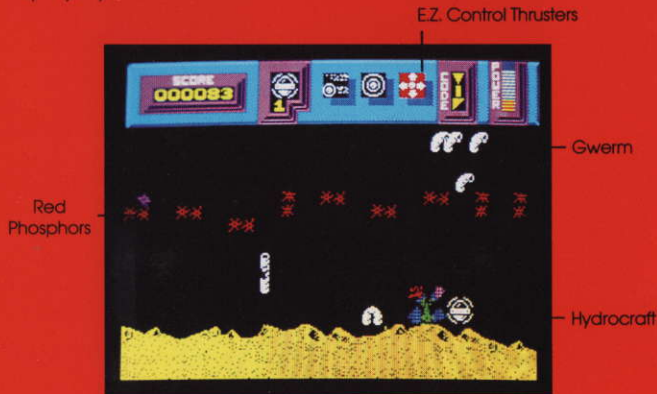 E.Z. Control Thrusters
SCORE
000083
1
CODE
POWER
Gwerm
Red
Phosphors
Hydrocraft